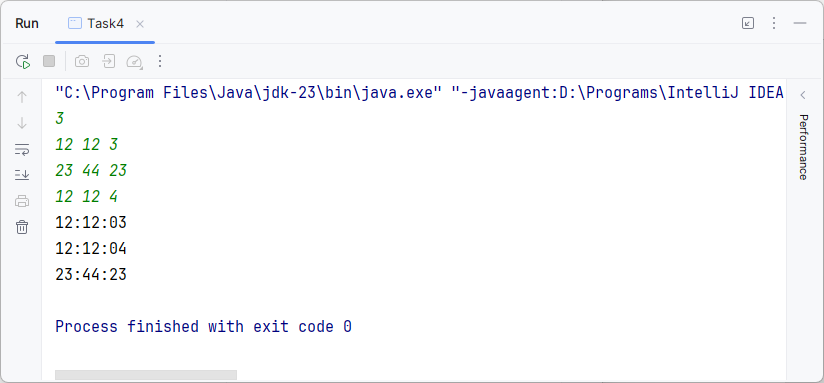 Run Task4
"C:\Program Files\Java\jdk-23\bin\java.exe" "-javaagent:D:\Programs\IntelliJ IDEA
3
12 12 3
23 44 23
12 12 4
12:12:03
12:12:04
23:44:23
Process finished with exit code 0
Performance